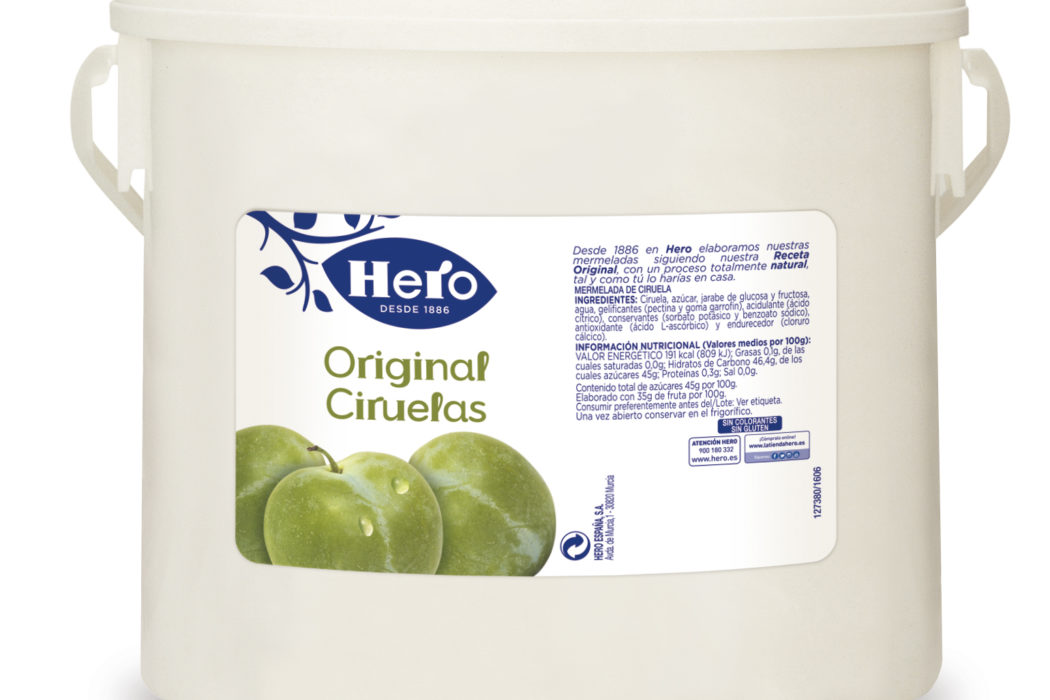 Hero
DESDE 1886
Original
Ciruelas
Desde 1886 en Hero elaboramos nuestras
mermeladas siguiendo nuestra Receta
Original, con un proceso totalmente natural,
tal y como tú lo harías en casa.
MERMELADA DE CIRUELA
INGREDIENTES: Ciruela, azúcar, jarabe de glucosa y fructosa,
agua, gelificantes (pectina y goma garrofín), acidulante (ácido
cítrico), conservantes (sorbato potásico y benzoato sódico),
antioxidante (ácido L-ascórbico) y endurecedor (cloruro
cálcico).
INFORMACIÓN NUTRICIONAL (Valores medios por 100g):
VALOR ENERGÉTICO 191 kcal (809 kJ); Grasas 0,1g, de las
cuales saturadas 0,0g; Hidratos de Carbono 46,4g, de los
cuales azúcares 45g; Proteínas 0,3g; Sal 0,0g.
Contenido total de azúcares 45g por 100g.
Elaborado con 35g de fruta por 100g.
Consumir preferentemente antes del/Lote: Ver etiqueta.
Una vez abierto conservar en el frigorífico.
SIN COLORANTES
SIN GLUTEN
ATENCIÓN HERO
900 180 332
www.hero.es
¡Cómpralo online!
www.latiendahero.es
Síguenos:
HERO ESPAÑA, S.A.
Avda. de Murcia,1 - 30820 Murcia
127380/1606